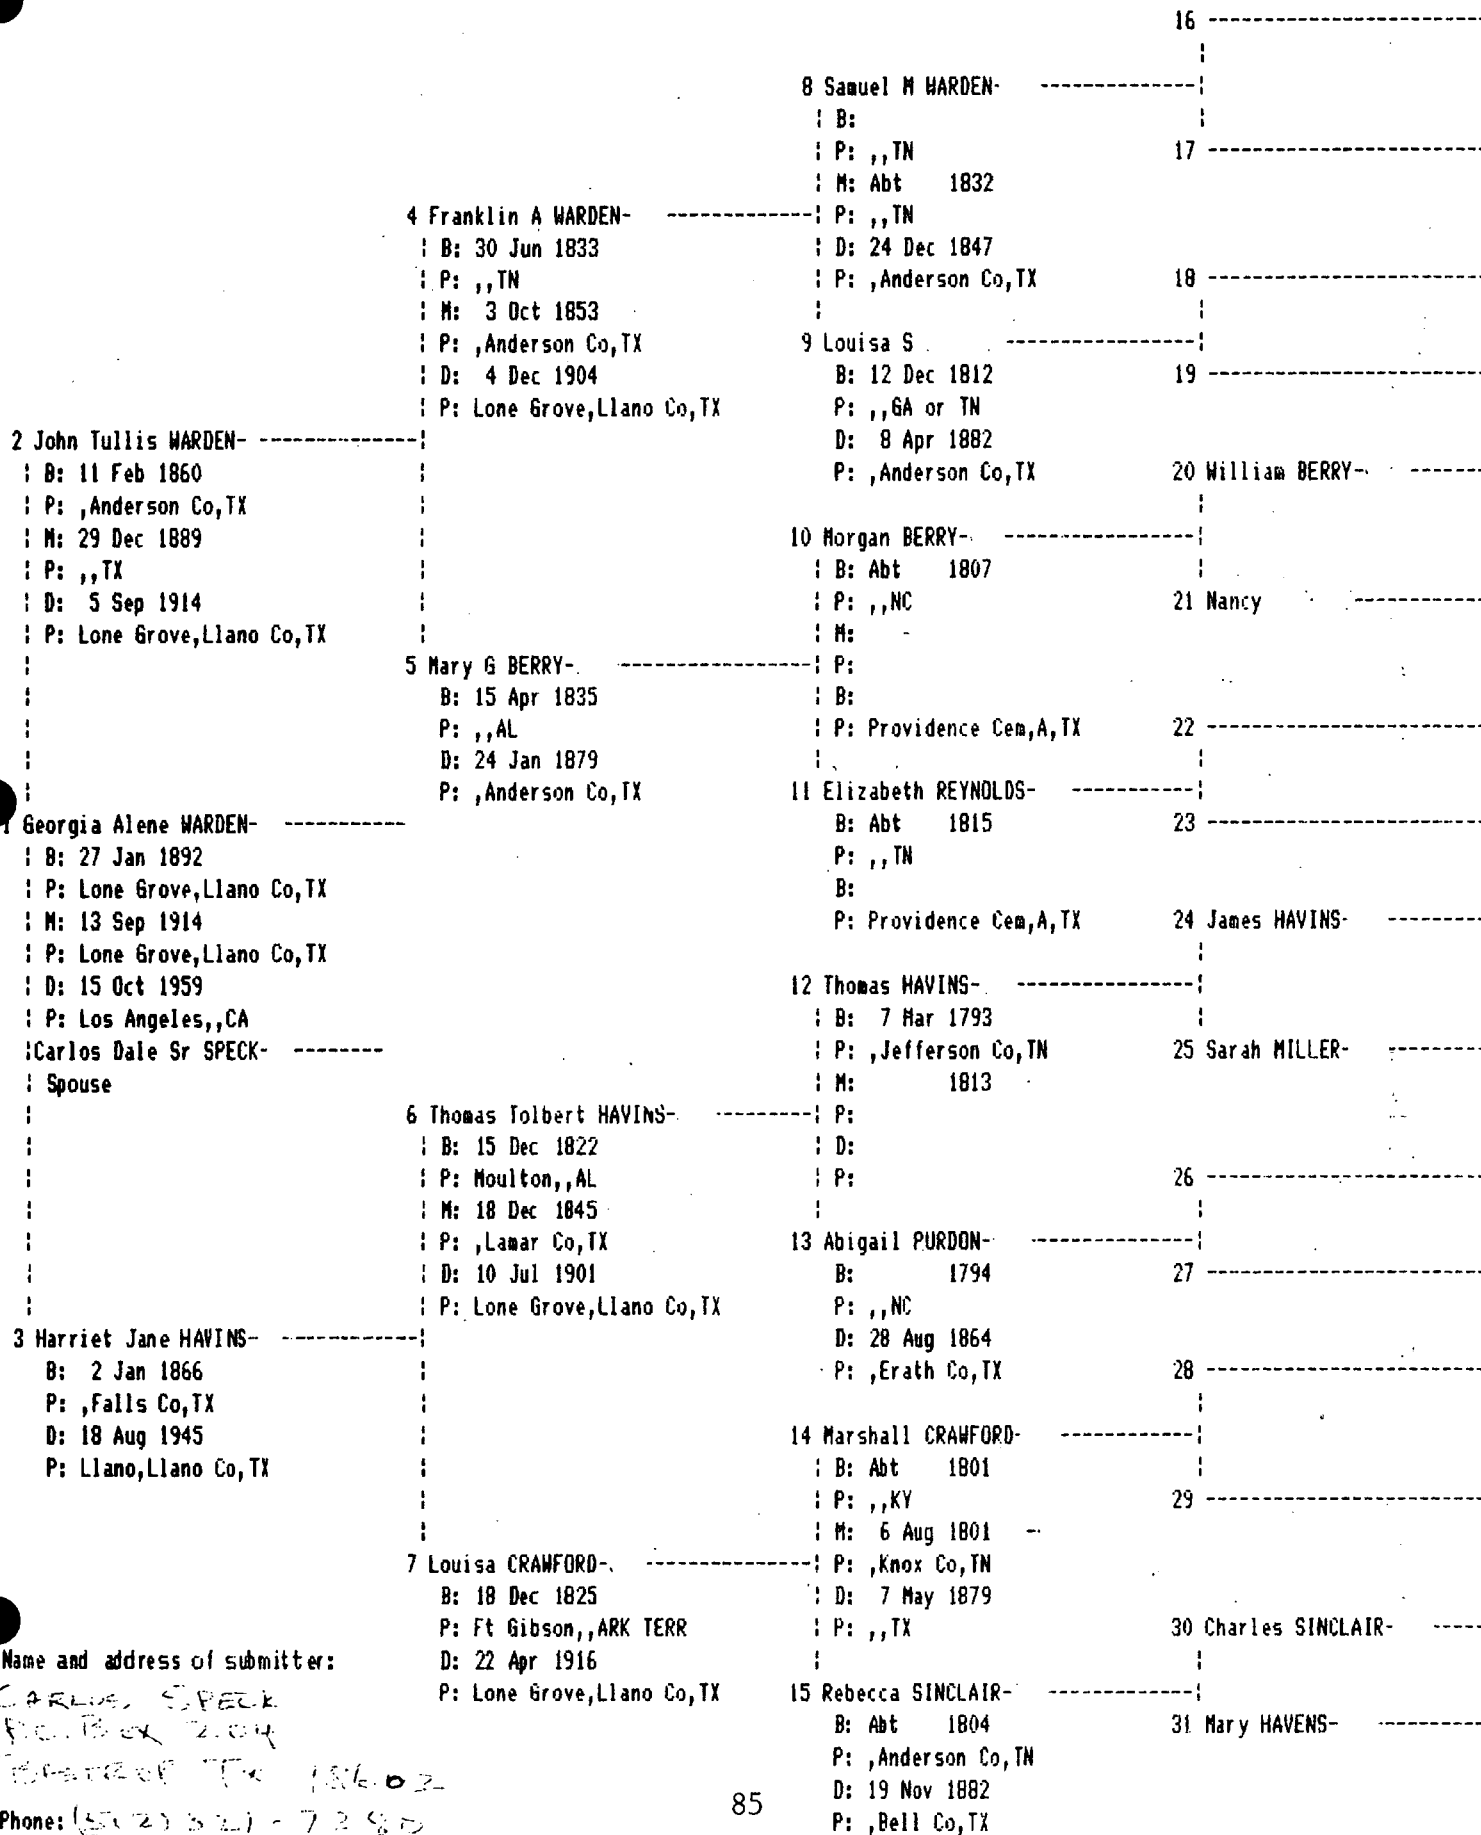 16
8 Samuel M WARDEN-
B:
P: ,,TN
17
M: Abt 1832
4 Franklin A WARDEN-
P: ,,TN
B: 30 Jun 1833
D: 24 Dec 1847
P: ,,TN
P: ,Anderson Co,TX
18
M: 3 Oct 1853
P: ,Anderson Co,TX
9 Louisa S
D: 4 Dec 1904
B: 12 Dec 1812
19
P: Lone Grove,Llano Co,TX
P: ,,GA or TN
2 John Tullis WARDEN-
D: 8 Apr 1882
B: 11 Feb 1860
P: ,Anderson Co,TX
20 William BERRY-
P: ,Anderson Co,TX
M: 29 Dec 1889
10 Morgan BERRY-
P: ,,TX
B: Abt 1807
D: 5 Sep 1914
P: ,,NC
21 Nancy
P: Lone Grove,Llano Co,TX
M: -
5 Mary G BERRY-
P:
B: 15 Apr 1835
B:
P: ,,AL
P: Providence Cem,A,TX
22
D: 24 Jan 1879
P: ,Anderson Co,TX
11 Elizabeth REYNOLDS-
1 Georgia Alene WARDEN-
B: Abt 1815
23
B: 27 Jan 1892
P: ,,TN
P: Lone Grove,Llano Co,TX
B:
M: 13 Sep 1914
P: Providence Cem,A,TX
24 James HAVINS-
P: Lone Grove,Llano Co,TX
D: 15 Oct 1959
12 Thomas HAVINS-
P: Los Angeles,,CA
B: 7 Mar 1793
Carlos Dale Sr SPECK-
P: ,Jefferson Co,TN
25 Sarah MILLER-
Spouse
M: 1813
6 Thomas Tolbert HAVINS-
P:
B: 15 Dec 1822
D:
P: Moulton,,AL
P:
26
M: 18 Dec 1845
P: ,Lamar Co,TX
13 Abigail PURDON-
D: 10 Jul 1901
B: 1794
27
P: Lone Grove,Llano Co,TX
P: ,,NC
3 Harriet Jane HAVINS-
D: 28 Aug 1864
B: 2 Jan 1866
P: ,Erath Co,TX
28
P: ,Falls Co,TX
D: 18 Aug 1945
14 Marshall CRAWFORD-
P: Llano,Llano Co,TX
B: Abt 1801
P: ,,KY
29
M: 6 Aug 1801
7 Louisa CRAWFORD-
P: ,Knox Co,TN
B: 18 Dec 1825
D: 7 May 1879
P: Ft Gibson,,ARK TERR
P: ,,TX
30 Charles SINCLAIR-
Name and address of submitter:
D: 22 Apr 1916
CARLOS SPECK
P: Lone Grove,Llano Co,TX
15 Rebecca SINCLAIR-
P.O. Box 204
B: Abt 1804
31 Mary HAVENS-
P: ,Anderson Co,TN
85
D: 19 Nov 1882
Phone:
P: ,Bell Co,TX